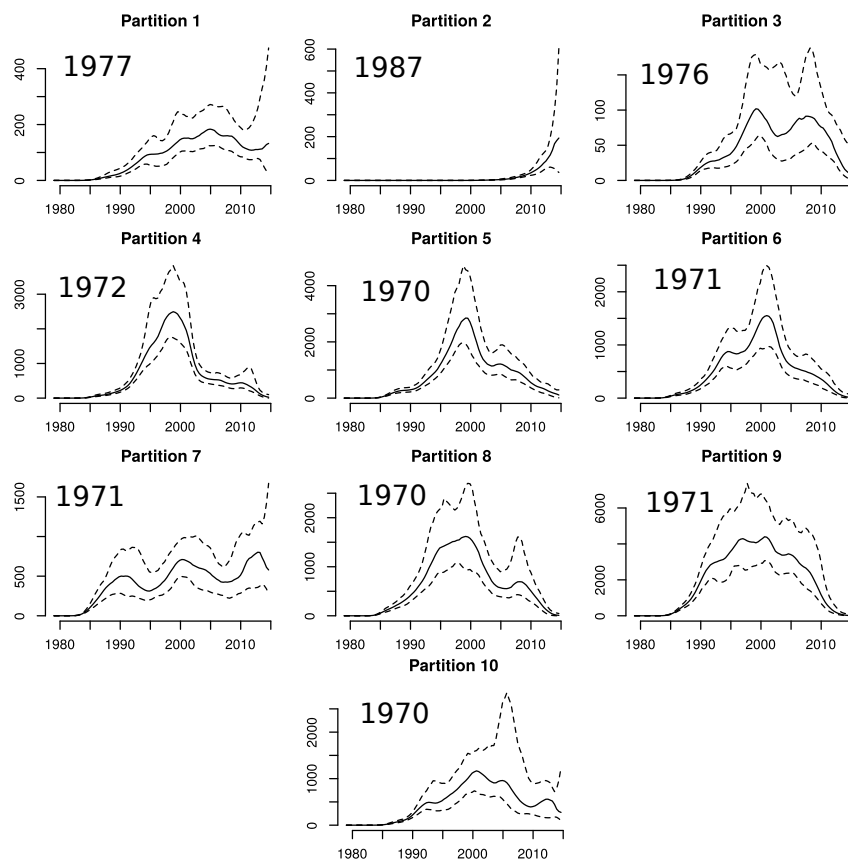 Partition 1
1977
0 200 400
1980 1990 2000 2010
Partition 2
1987
0 200 400 600
1980 1990 2000 2010
Partition 3
1976
0 50 100
1980 1990 2000 2010
Partition 4
1972
0 1000 3000
1980 1990 2000 2010
Partition 5
1970
0 2000 4000
1980 1990 2000 2010
Partition 6
1971
0 1000 2000
1980 1990 2000 2010
Partition 7
1971
0 500 1500
1980 1990 2000 2010
Partition 8
1970
0 1000 2000
1980 1990 2000 2010
Partition 9
1971
0 2000 6000
1980 1990 2000 2010
Partition 10
1970
0 1000 2000
1980 1990 2000 2010